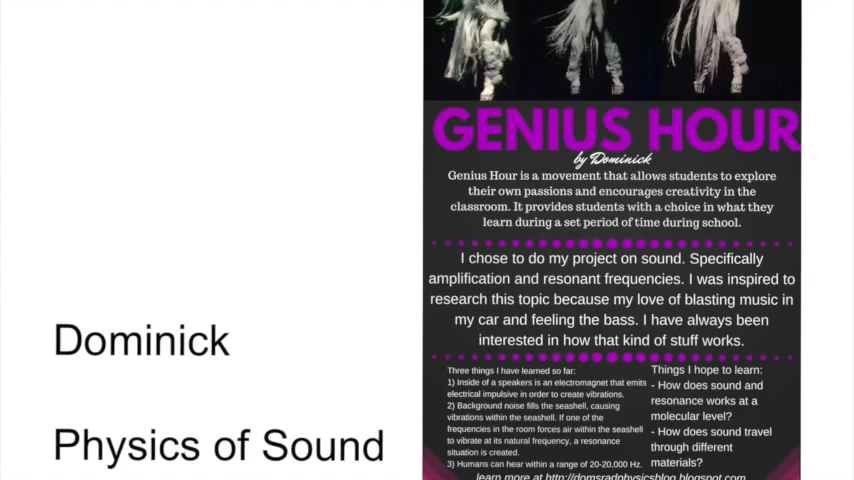 Dominick
Physics of Sound
GENIUS HOUR
by Dominick
Genius Hour is a movement that allows students to explore
their own passions and encourages creativity in the
classroom. It provides students with a choice in what they
learn during a set period of time during school.
I chose to do my project on sound. Specifically
amplification and resonant frequencies. I was inspired to
research this topic because my love of blasting music in
my car and feeling the bass. I have always been
interested in how that kind of stuff works.
Three things I have learned so far:
1) Inside of a speakers is an electromagnet that emits
electrical impulsive in order to create vibrations.
2) Background noise fills the seashell, causing
vibrations within the seashell. If one of the
frequencies in the room forces air within the seashell
to vibrate at its natural frequency, a resonance
situation is created.
3) Humans can hear within a range of 20-20,000 Hz.
Things I hope to learn:
- How does sound and
resonance works at a
molecular level?
- How does sound travel
through different
materials?
learn more at http://domsradphysicsblog.blogspot.com